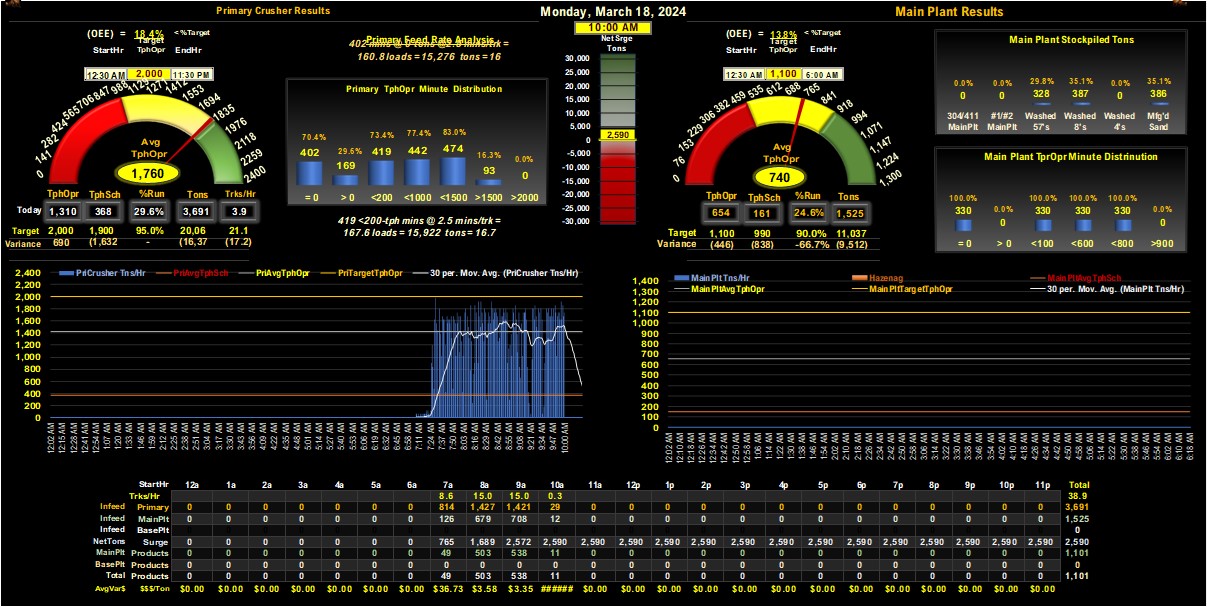 Primary Crusher Results
Monday, March 18, 2024
Main Plant Results
10:00 AM
(OEE) = 18.4% < %Target
Target
StartHr TphOpr EndHr
12:30 AM 2,000 11:30 PM
0 141 282 424 565 706 847 988 1129 1271 1412 1553 1694 1835 1976 2118 2259 2400
Avg
TphOpr
1,760
TphOpr TphSch %Run Tons Trks/Hr
Today 1,310 368 29.6% 3,691 3.9
Target 2,000 1,900 95.0% 20,06 21.1
Variance 690 (1,632 - (16,37 (17.2)
Primary Feed Rate Analysis
402 mins @ 0 tons @2.5 mins/trk =
160.8 loads = 15,276 tons = 16
Primary TphOpr Minute Distribution
70.4% 29.6% 73.4% 77.4% 83.0% 16.3% 0.0%
402 169 419 442 474 93 0
= 0 > 0 <200 <1000 <1500 >1500 >2000
419 <200-tph mins @ 2.5 mins/trk =
167.6 loads = 15,922 tons = 16.7
Net Srge
Tons
30,000
25,000
20,000
15,000
10,000
5,000
2,590
0
-5,000
-10,000
-15,000
-20,000
-25,000
-30,000
(OEE) = 13.8% < %Target
Target
StartHr TphOpr EndHr
12:30 AM 1,100 6:00 AM
0 76 153 229 306 382 459 535 612 688 765 841 918 994 1,071 1,147 1,224 1,300
Avg
TphOpr
740
TphOpr TphSch %Run Tons
654 161 24.6% 1,525
1,100 990 90.0% 11,037
Variance (446) (838) -66.7% (9,512)
Main Plant Stockpiled Tons
0.0% 0.0% 29.8% 35.1% 0.0% 35.1%
0 0 328 387 0 386
304/411 #1/#2 Washed Washed Washed Mfg'd
MainPlt MainPlt 57's 8's 4's Sand
Main Plant TprOpr Minute Distrinution
100.0% 0.0% 100.0% 100.0% 100.0% 0.0%
330 0 330 330 330 0
= 0 > 0 <100 <600 <800 >900
PriCrusher Tns/Hr PriAvgTphSch PriAvgTphOpr PriTargetTphOpr 30 per. Mov. Avg. (PriCrusher Tns/Hr)
2,400
2,200
2,000
1,800
1,600
1,400
1,200
1,000
800
600
400
200
0
12:02 AM 12:15 AM 12:28 AM 12:41 AM 12:54 AM 1:07 AM 1:20 AM 1:33 AM 1:46 AM 1:59 AM 2:12 AM 2:25 AM 2:38 AM 2:51 AM 3:04 AM 3:17 AM 3:30 AM 3:43 AM 3:56 AM 4:09 AM 4:22 AM 4:35 AM 4:48 AM 5:01 AM 5:14 AM 5:27 AM 5:40 AM 5:53 AM 6:06 AM 6:19 AM 6:32 AM 6:45 AM 6:58 AM 7:11 AM 7:24 AM 7:37 AM 7:50 AM 8:03 AM 8:16 AM 8:29 AM 8:42 AM 8:55 AM 9:08 AM 9:21 AM 9:34 AM 9:47 AM 10:00 AM
MainPlt Tns/Hr Hazenag MainPltAvgTphSch
MainPltAvgTphOpr MainPltTargetTphOpr 30 per. Mov. Avg. (MainPlt Tns/Hr)
1,400
1,300
1,200
1,100
1,000
900
800
700
600
500
400
300
200
100
0
12:02 AM 12:10 AM 12:18 AM 12:26 AM 12:34 AM 12:42 AM 12:50 AM 12:58 AM 1:06 AM 1:14 AM 1:22 AM 1:30 AM 1:38 AM 1:46 AM 1:54 AM 2:02 AM 2:10 AM 2:18 AM 2:26 AM 2:34 AM 2:42 AM 2:50 AM 2:58 AM 3:06 AM 3:14 AM 3:22 AM 3:30 AM 3:38 AM 3:46 AM 3:54 AM 4:02 AM 4:10 AM 4:18 AM 4:26 AM 4:34 AM 4:42 AM 4:50 AM 4:58 AM 5:06 AM 5:14 AM 5:22 AM 5:30 AM 5:38 AM 5:46 AM 5:54 AM 6:02 AM 6:10 AM 6:18 AM
StartHr 12a 1a 2a 3a 4a 5a 6a 7a 8a 9a 10a 11a 12p 1p 2p 3p 4p 5p 6p 7p 8p 9p 10p 11p Total
Trks/Hr 8.6 15.0 15.0 0.3 38.9
Infeed Primary 0 0 0 0 0 0 0 814 1,427 1,421 29 0 0 0 0 0 0 0 0 0 0 0 0 0 3,691
Infeed MainPlt 0 0 0 0 0 0 0 126 679 708 12 0 0 0 0 0 0 0 0 0 0 0 0 0 1,525
Infeed BasePlt 0
NetTons Surge 0 0 0 0 0 0 0 765 1,689 2,572 2,590 2,590 2,590 2,590 2,590 2,590 2,590 2,590 2,590 2,590 2,590 2,590 2,590 2,590 2,590
MainPlt Products 0 0 0 0 0 0 0 49 503 538 11 0 0 0 0 0 0 0 0 0 0 0 0 0 1,101
BasePlt Products 0 0 0 0 0 0 0 0 0 0 0 0 0 0 0 0 0 0 0 0 0 0 0 0 0
Total Products 0 0 0 0 0 0 0 49 503 538 11 0 0 0 0 0 0 0 0 0 0 0 0 0 1,101
AvgVar$ $$$/Ton $0.00 $0.00 $0.00 $0.00 $0.00 $0.00 $0.00 $36.73 $3.58 $3.35 ###### $0.00 $0.00 $0.00 $0.00 $0.00 $0.00 $0.00 $0.00 $0.00 $0.00 $0.00 $0.00 $0.00